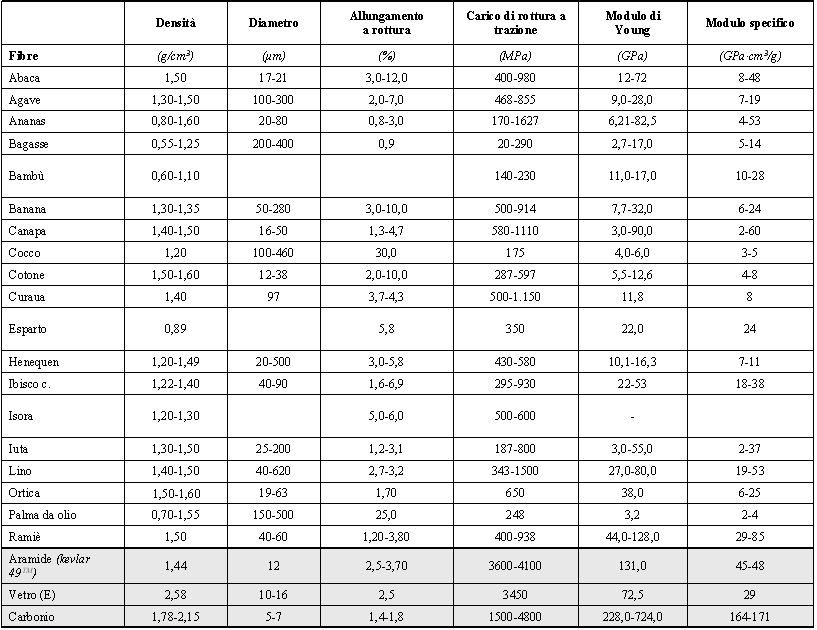 Densità Diametro Allungamento a rottura Carico di rottura a trazione Modulo di Young Modulo specifico
Fibre (g/cm³) (μm) (%) (MPa) (GPa) (GPa·cm³/g)
Abaca 1,50 17-21 3,0-12,0 400-980 12-72 8-48
Agave 1,30-1,50 100-300 2,0-7,0 468-855 9,0-28,0 7-19
Ananas 0,80-1,60 20-80 0,8-3,0 170-1627 6,21-82,5 4-53
Bagasse 0,55-1,25 200-400 0,9 20-290 2,7-17,0 5-14
Bambù 0,60-1,10 140-230 11,0-17,0 10-28
Banana 1,30-1,35 50-280 3,0-10,0 500-914 7,7-32,0 6-24
Canapa 1,40-1,50 16-50 1,3-4,7 580-1110 3,0-90,0 2-60
Cocco 1,20 100-460 30,0 175 4,0-6,0 3-5
Cotone 1,50-1,60 12-38 2,0-10,0 287-597 5,5-12,6 4-8
Curaua 1,40 97 3,7-4,3 500-1.150 11,8 8
Esparto 0,89 5,8 350 22,0 24
Henequen 1,20-1,49 20-500 3,0-5,8 430-580 10,1-16,3 7-11
Ibisco c. 1,22-1,40 40-90 1,6-6,9 295-930 22-53 18-38
Isora 1,20-1,30 5,0-6,0 500-600 -
Iuta 1,30-1,50 25-200 1,2-3,1 187-800 3,0-55,0 2-37
Lino 1,40-1,50 40-620 2,7-3,2 343-1500 27,0-80,0 19-53
Ortica 1,50-1,60 19-63 1,70 650 38,0 6-25
Palma da olio 0,70-1,55 150-500 25,0 248 3,2 2-4
Ramiè 1,50 40-60 1,20-3,80 400-938 44,0-128,0 29-85
Aramide (kevlar 49™) 1,44 12 2,5-3,70 3600-4100 131,0 45-48
Vetro (E) 2,58 10-16 2,5 3450 72,5 29
Carbonio 1,78-2,15 5-7 1,4-1,8 1500-4800 228,0-724,0 164-171